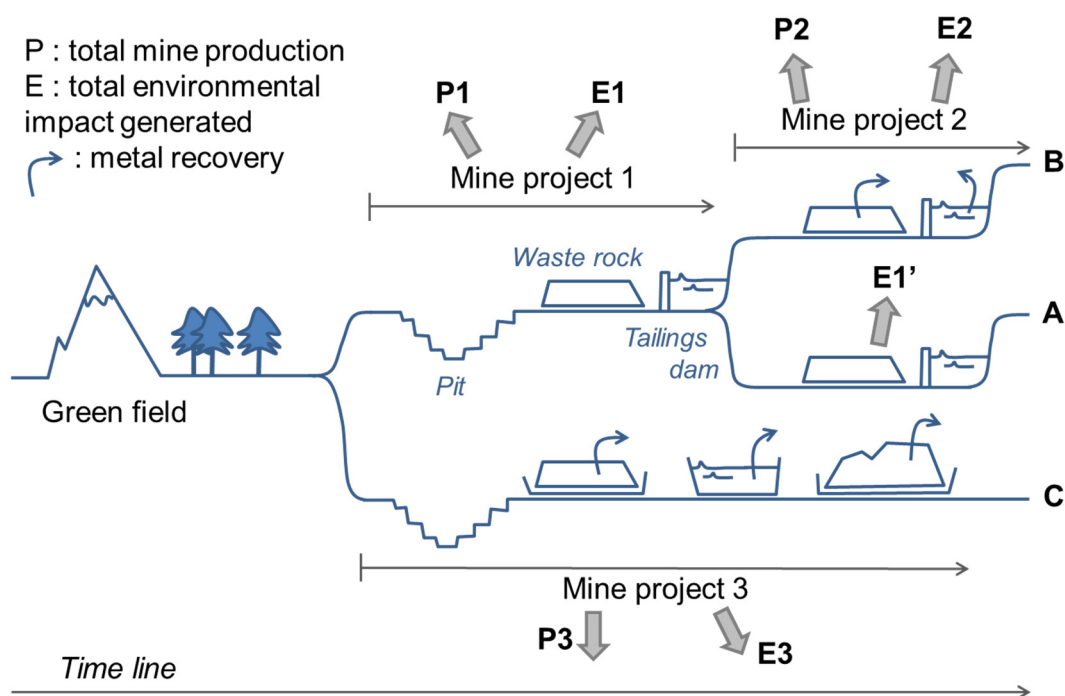 P : total mine production
E : total environmental
impact generated
: metal recovery
P1
E1
Mine project 1
P2
E2
Mine project 2
B
Waste rock
Tailings
dam
E1’
A
Pit
Green field
C
Mine project 3
P3
E3
Time line